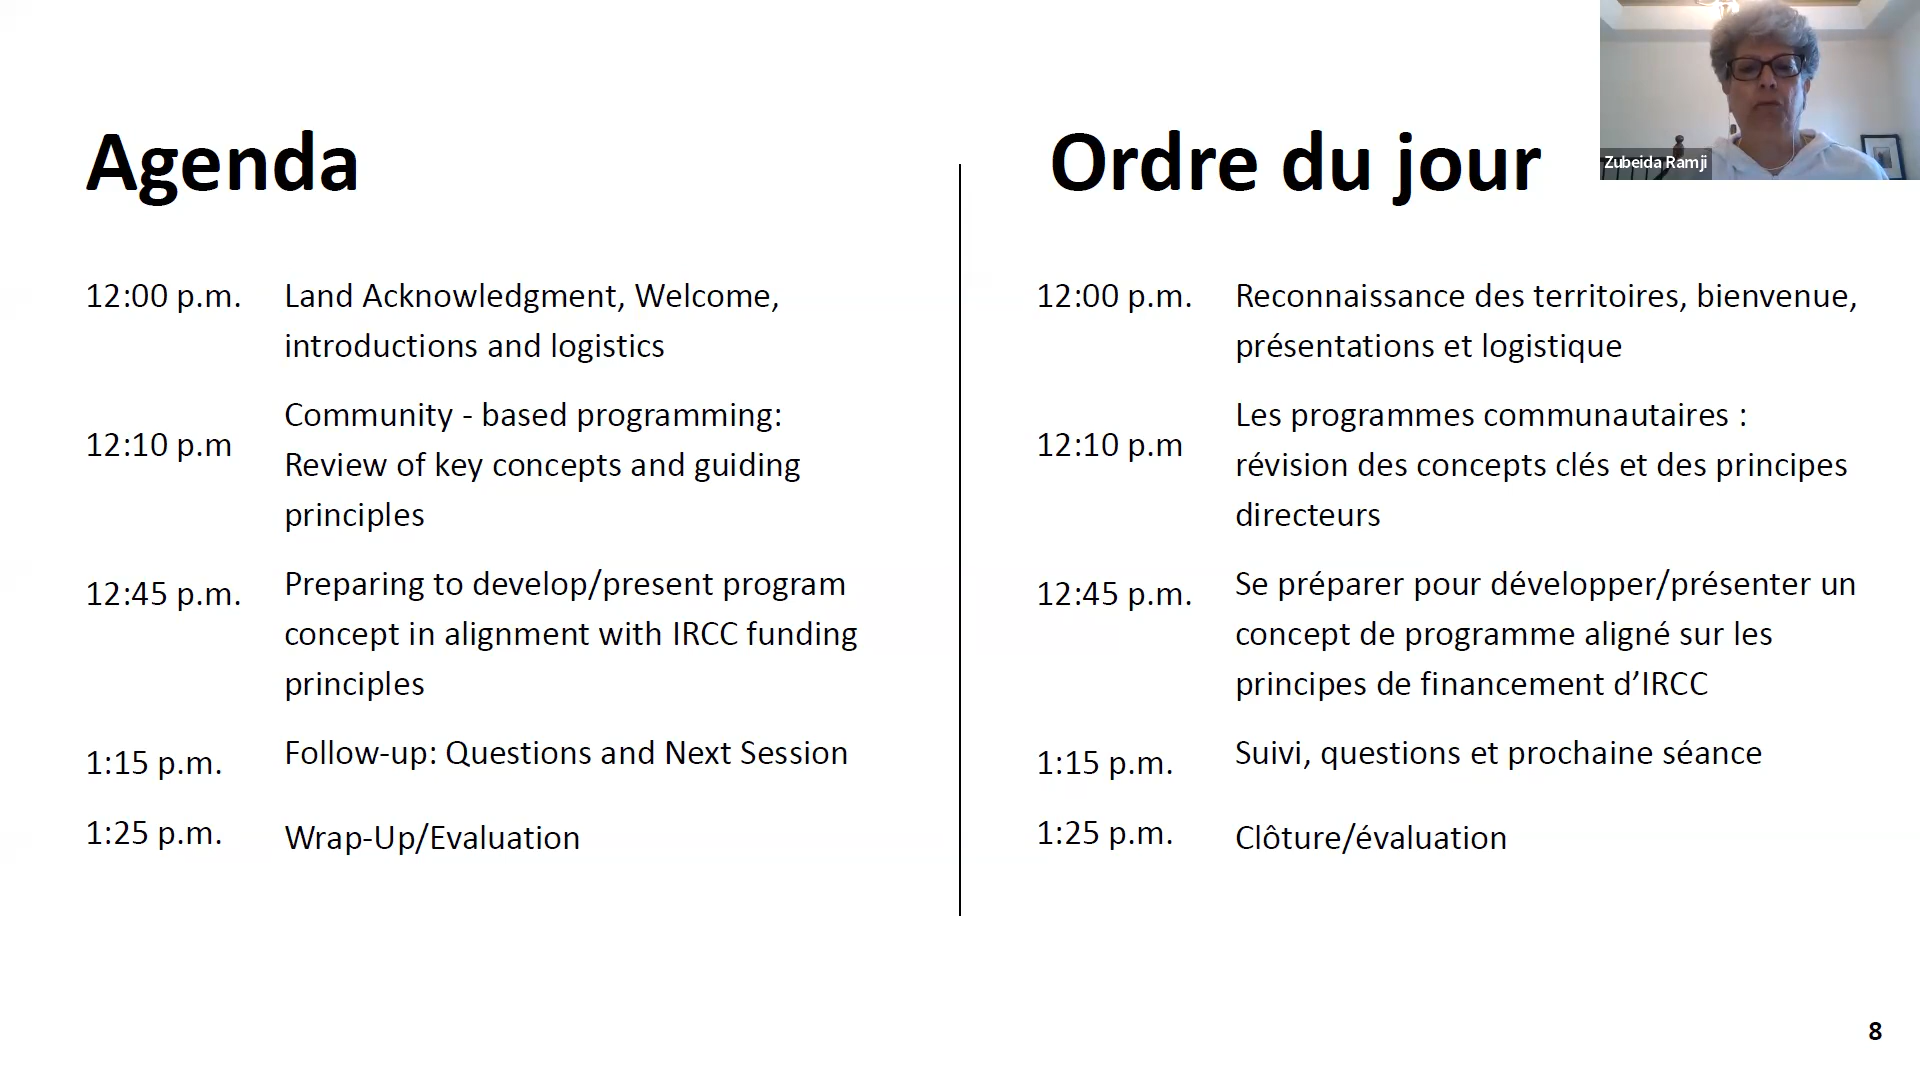 Agenda
12:00 p.m. Land Acknowledgment, Welcome,
introductions and logistics
12:10 p.m Community - based programming:
Review of key concepts and guiding
principles
12:45 p.m. Preparing to develop/present program
concept in alignment with IRCC funding
principles
1:15 p.m. Follow-up: Questions and Next Session
1:25 p.m. Wrap-Up/Evaluation
Ordre du jour
12:00 p.m. Reconnaissance des territoires, bienvenue,
présentations et logistique
12:10 p.m Les programmes communautaires :
révision des concepts clés et des principes
directeurs
12:45 p.m. Se préparer pour développer/présenter un
concept de programme aligné sur les
principes de financement d’IRCC
1:15 p.m. Suivi, questions et prochaine séance
1:25 p.m. Clôture/évaluation
Zubeida Ramji
8